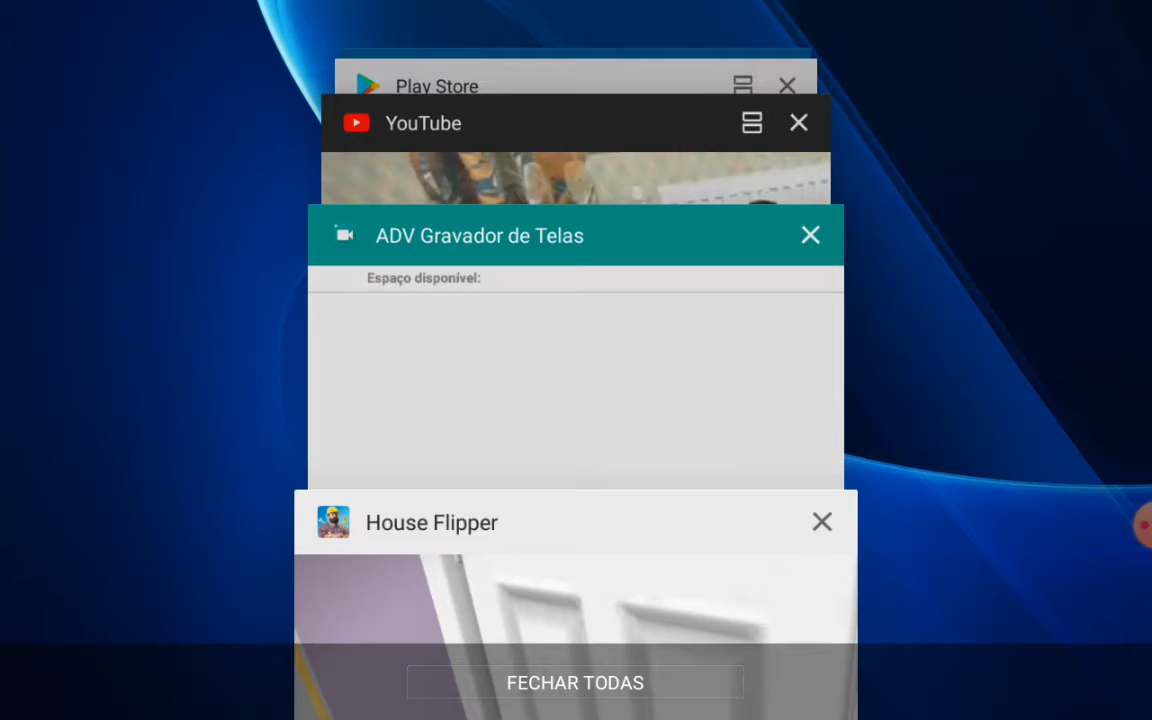 Play Store
YouTube
ADV Gravador de Telas
Espaço disponível:
House Flipper
FECHAR TODAS